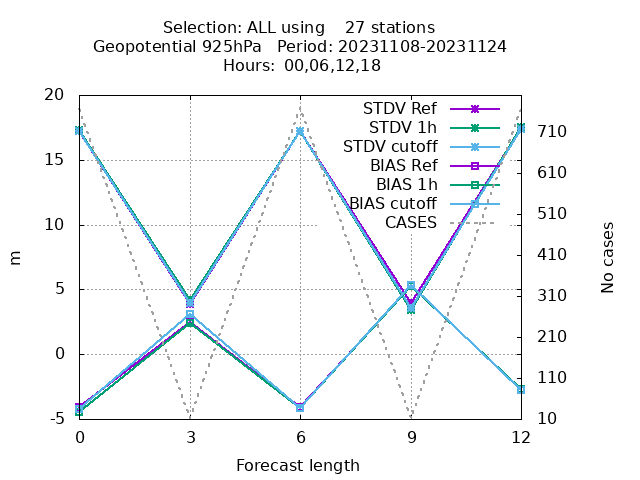 Selection: ALL using    27 stations
Geopotential 925hPa   Period: 20231108-20231124
Hours: 00,06,12,18
20
15
10
5
0
-5
m
STDV Ref
STDV 1h
STDV cutoff
BIAS Ref
BIAS 1h
BIAS cutoff
CASES
710
610
510
410
310
210
110
10
No cases
0
3
6
9
12
Forecast length